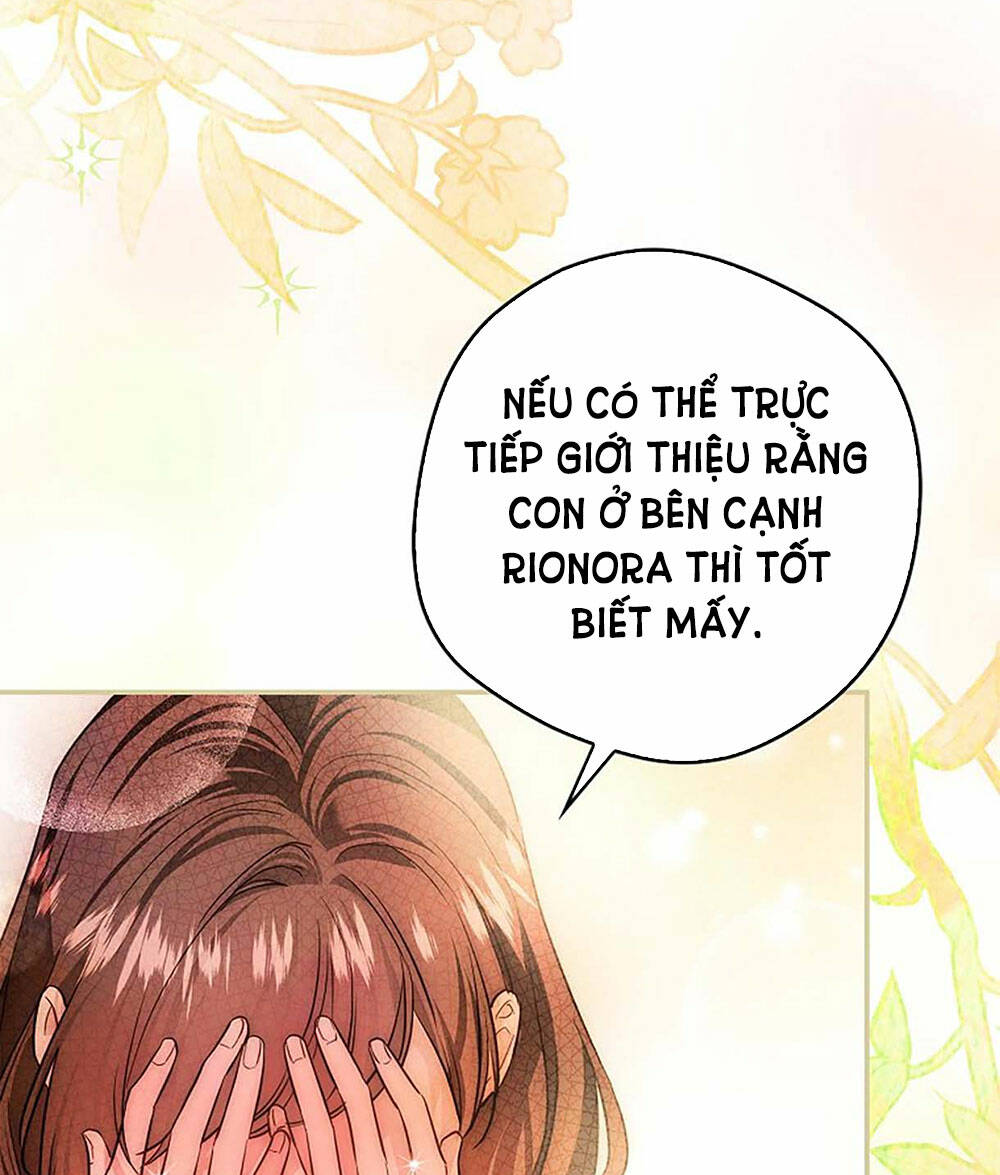 NẾU CÓ THỂ TRỰC
TIẾP GIỚI THIỆU RẰNG
CON Ở BÊN CẠNH
RIONORA THÌ TỐT
BIẾT MẤY.